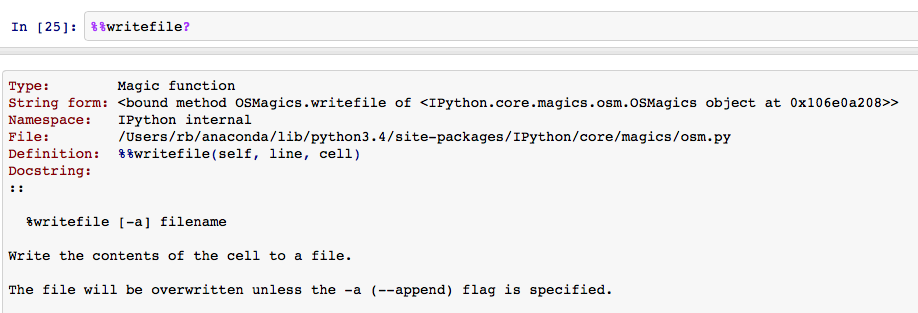 In [25]: %%writefile?
Type: Magic function
String form: <bound method OSMagics.writefile of <IPython.core.magics.osm.OSMagics object at 0x106e0a208>>
Namespace: IPython internal
File: /Users/rb/anaconda/lib/python3.4/site-packages/IPython/core/magics/osm.py
Definition: %%writefile(self, line, cell)
Docstring:
::
%writefile [-a] filename
Write the contents of the cell to a file.
The file will be overwritten unless the -a (--append) flag is specified.